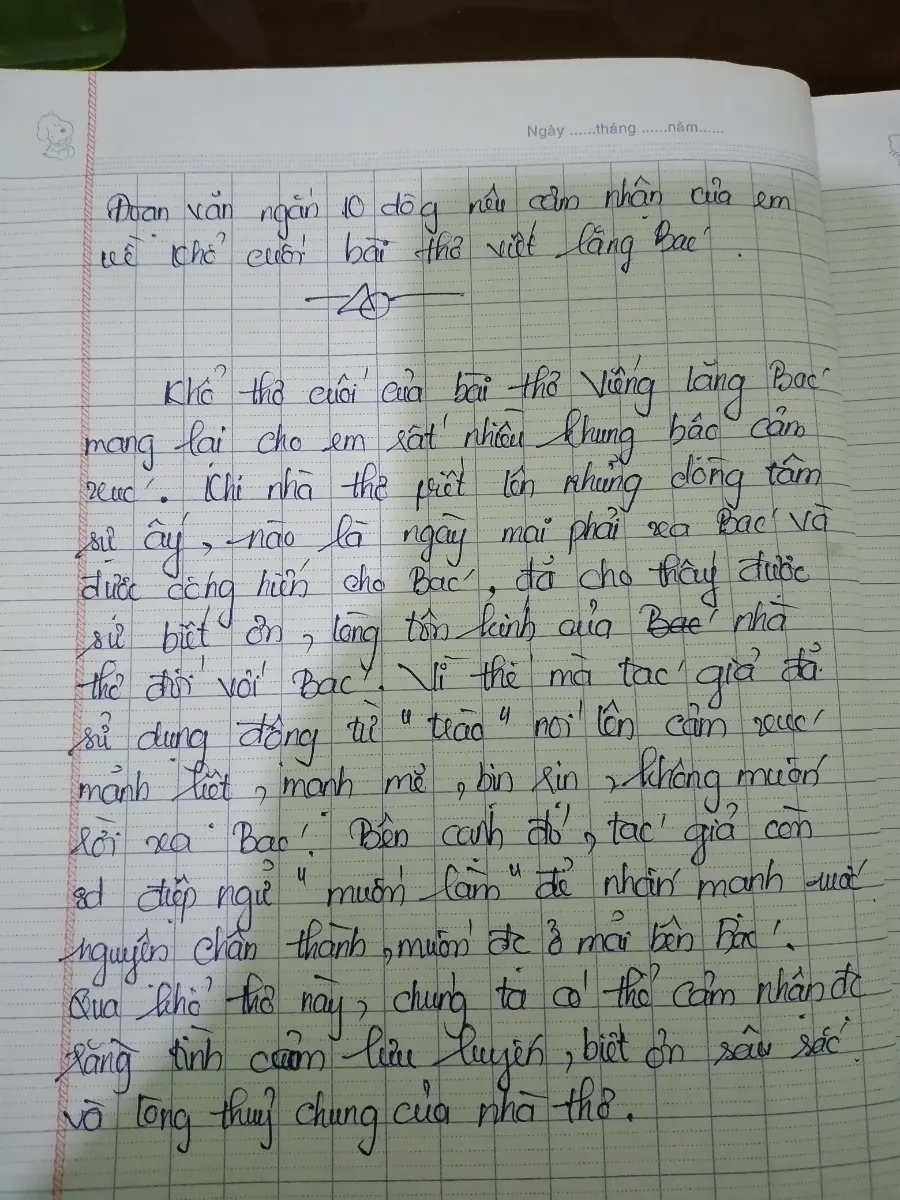 Ngày ......tháng ......năm......
Đoạn văn ngắn 10 dòg nêu cảm nhân của em
về khổ cuối bài thơ viết lăng Bác.
Khổ thơ cuối của bài thơ Viếng lăng Bác
mang lại cho em rất nhiều khung bậc cảm
xúc. Khi nhà thơ viết lên những dòng tâm
sự ấy, nào là ngày mai phải xa Bác và
được cống hiến cho Bác, đã cho thấy được
sự biết ơn, lòng tôn kính của Bác nhà
thơ đối với Bác. Vì thế mà tác giả đã
sử dụng động từ "trào" nói lên cảm xúc
mảnh liệt, mạnh mẽ, bịn rịn, không muốn
rời xa Bác. Bên cạnh đó, tác giả còn
sd điệp ngữ "muốn làm" để nhấn mạnh ước
nguyện chân thành, muốn đc ở mãi bên Bác.
Qua khổ thơ này, chúng ta có thể cảm nhận đc
rằng tình cảm lưu luyến, biết ơn sâu sắc
và lòng thuỷ chung của nhà thơ.